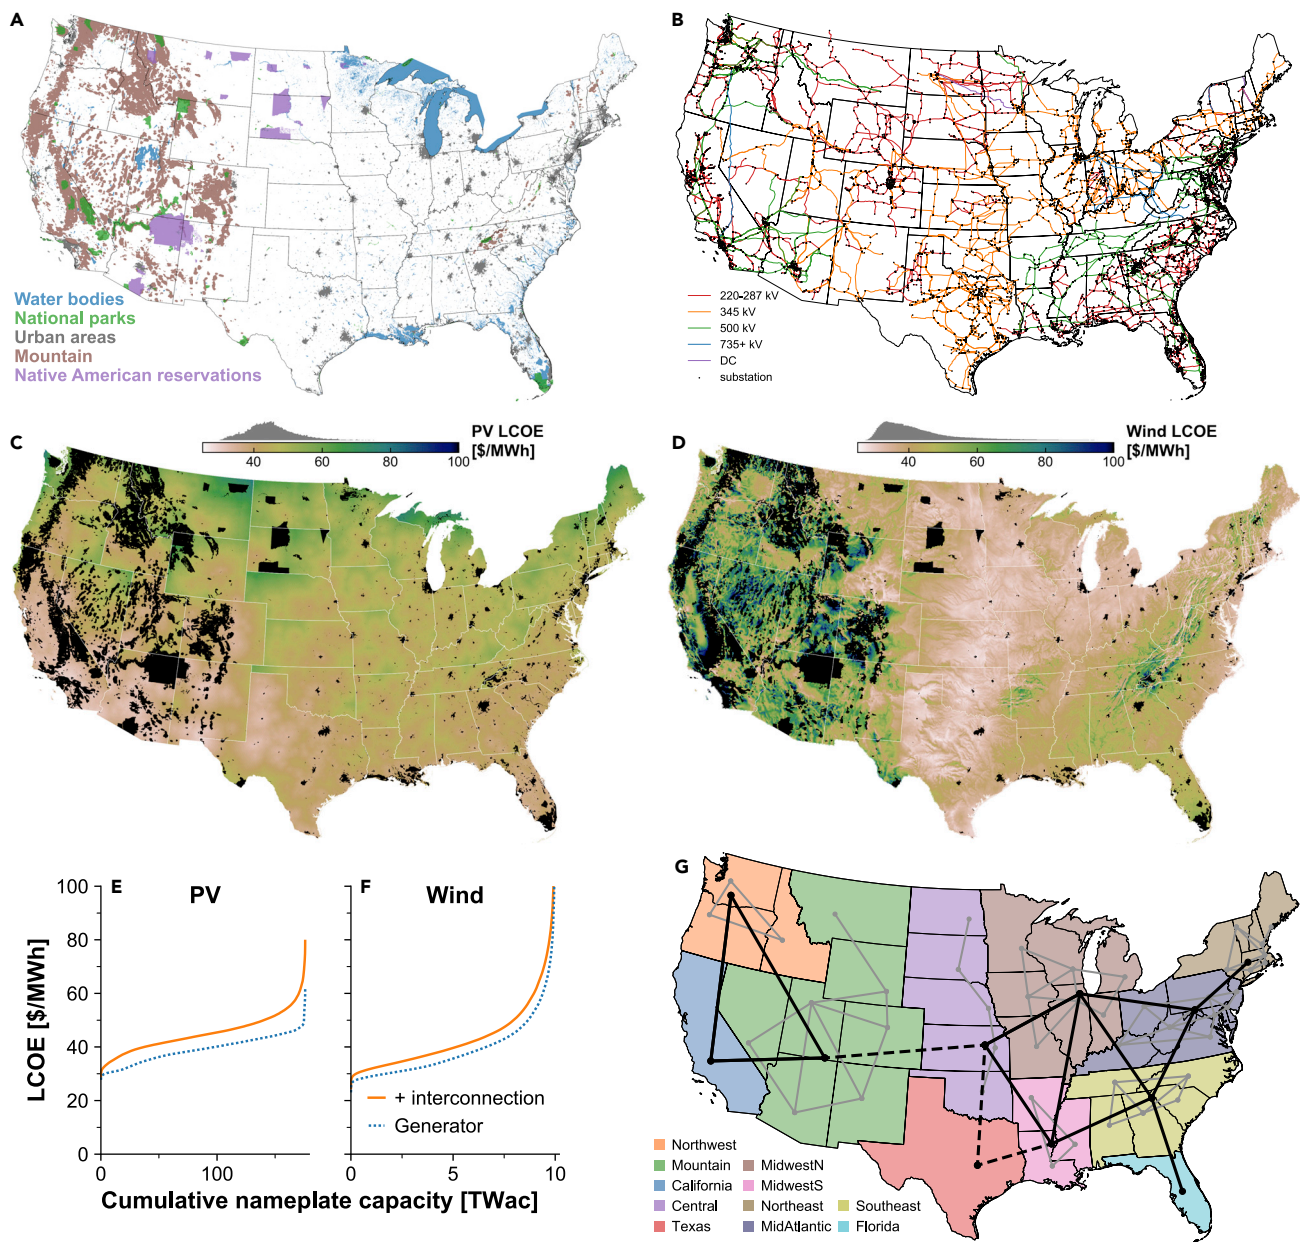 A
Water bodies
National parks
Urban areas
Mountain
Native American reservations
B
220-287 kV
345 kV
500 kV
735+ kV
DC
substation
C
PV LCOE
[$/MWh]
40 60 80 100
D
Wind LCOE
[$/MWh]
40 60 80 100
E PV
F Wind
100
80
60
40
20
0
LCOE [$/MWh]
+ interconnection
Generator
0 100
0 5 10
Cumulative nameplate capacity [TWac]
G
Northwest
Mountain MidwestN
California MidwestS
Central Northeast Southeast
Texas MidAtlantic Florida